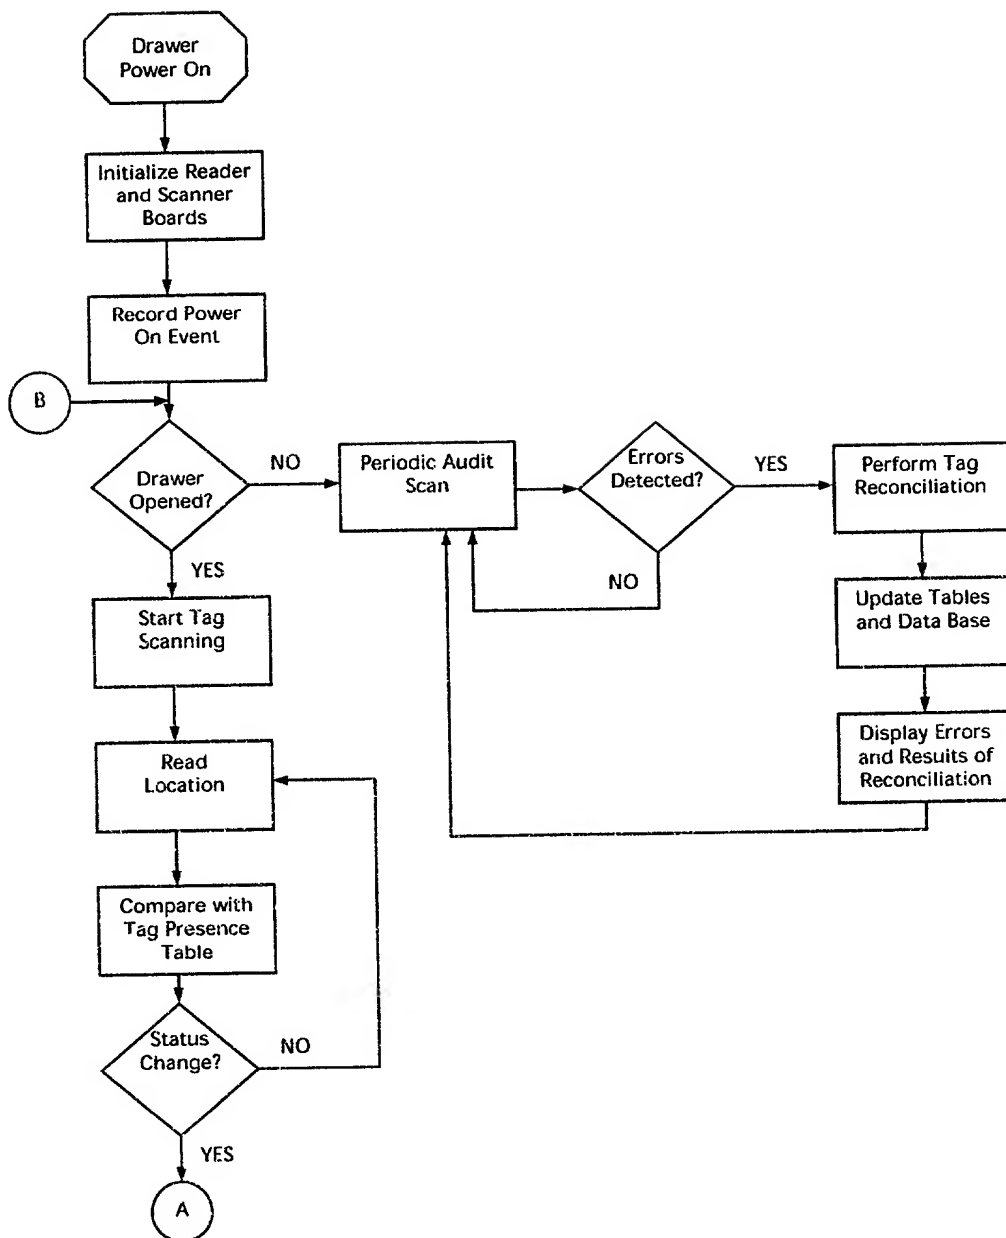 Drawer
Power On
Initialize Reader
and Scanner
Boards
Record Power
On Event
B
Drawer
Opened?
NO
Periodic Audit
Scan
Errors
Detected?
YES
Perform Tag
Reconciliation
NO
YES
Update Tables
and Data Base
Start Tag
Scanning
Display Errors
and Results of
Reconciliation
Read
Location
Compare with
Tag Presence
Table
Status
Change?
NO
YES
A